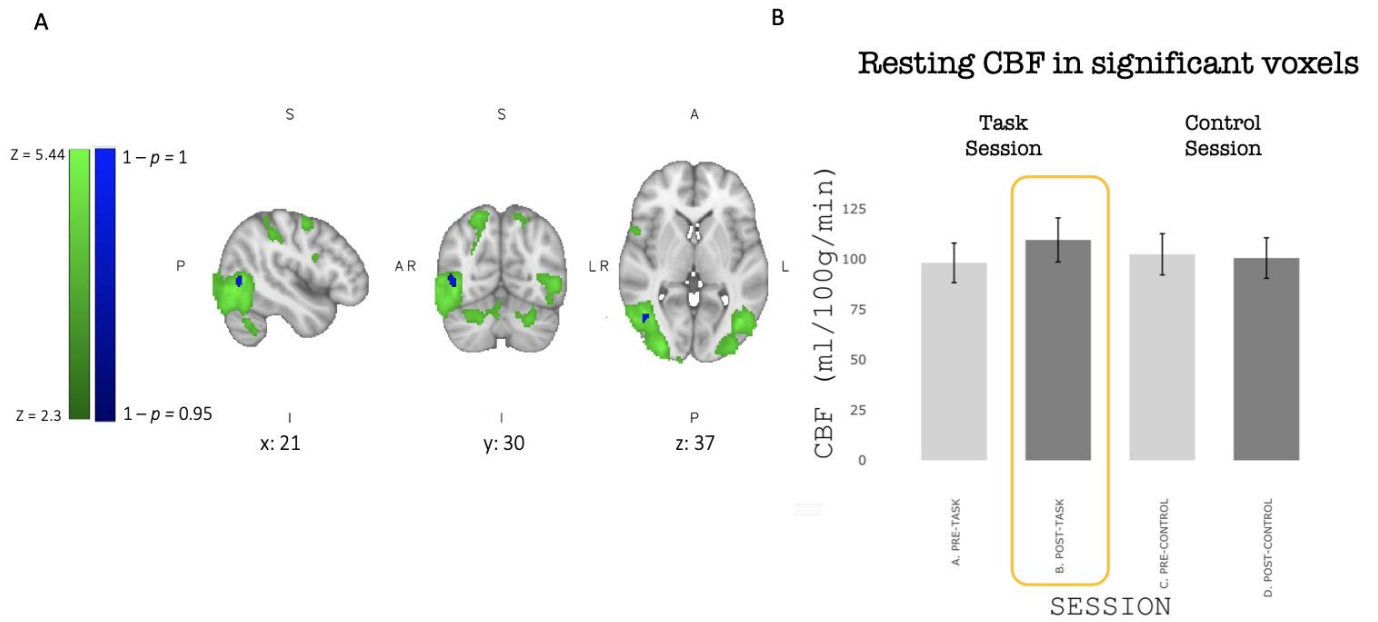 A
S
S
A
Z = 5.44
1 – p = 1
P
A R
L R
L
Z = 2.3
1 – p = 0.95
I
I
P
x: 21
y: 30
z: 37
B
Resting CBF in significant voxels
Task
Session
Control
Session
CBF (ml/100g/min)
125
100
75
50
25
0
A. PRE-TASK
B. POST-TASK
C. PRE-CONTROL
D. POST-CONTROL
SESSION